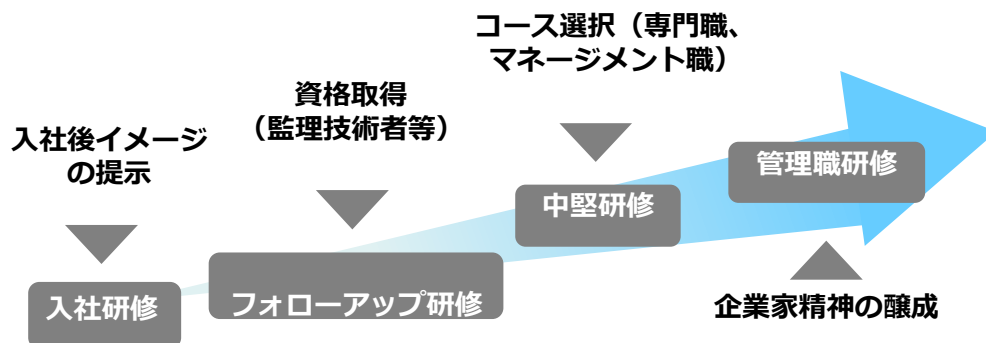 コース選択（専門職、
マネージメント職）
資格取得
（監理技術者等）
入社後イメージ
の提示
管理職研修
中堅研修
フォローアップ研修
入社研修
企業家精神の醸成